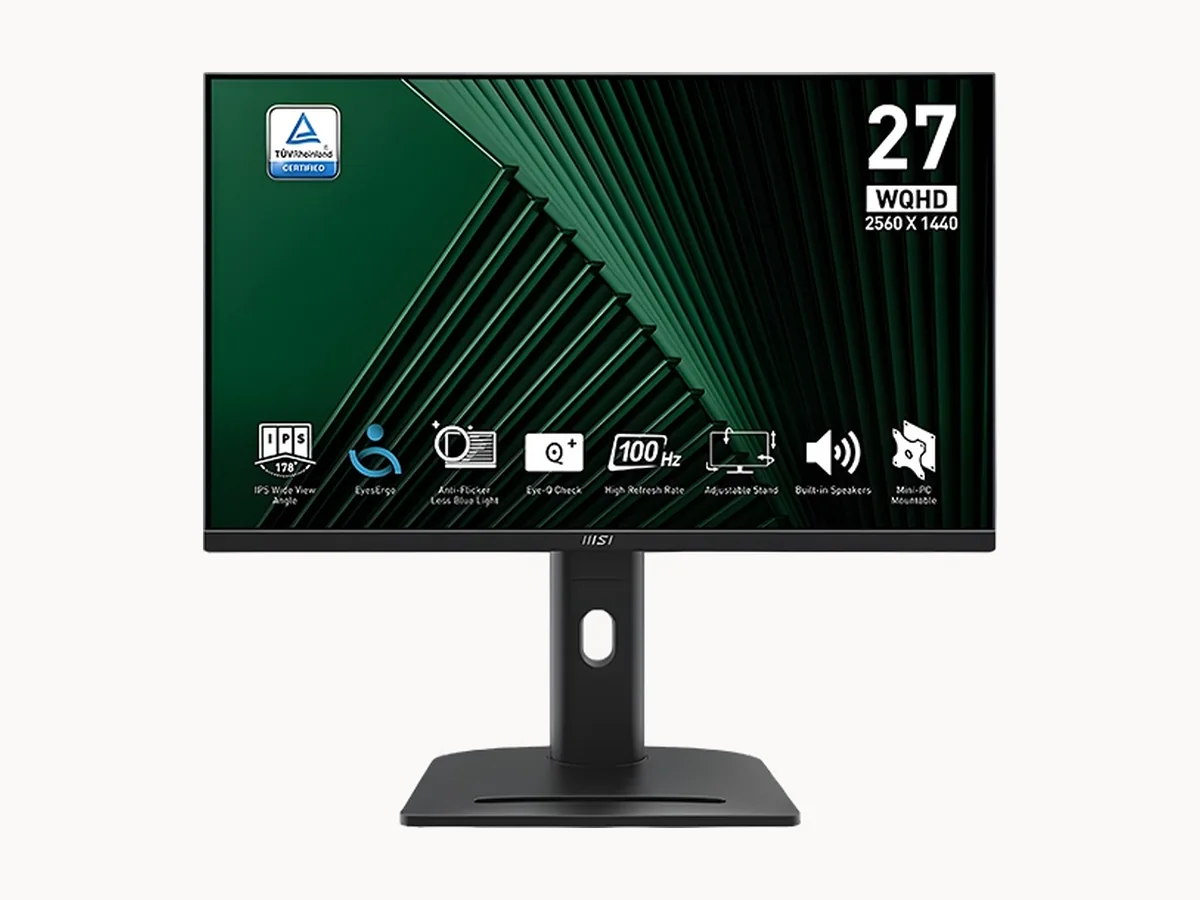 TÜVRheinland
CERTIFICO
27
WQHD
2560 X 1440
IPS
178°
IPS Wide View
Angle
EyesErgo
Anti-Flicker
Less Blue Light
Q+
Eye-Q Check
100Hz
High Refresh Rate
Adjustable Stand
Built-in Speakers
Mini-PC
Mountable
MSI